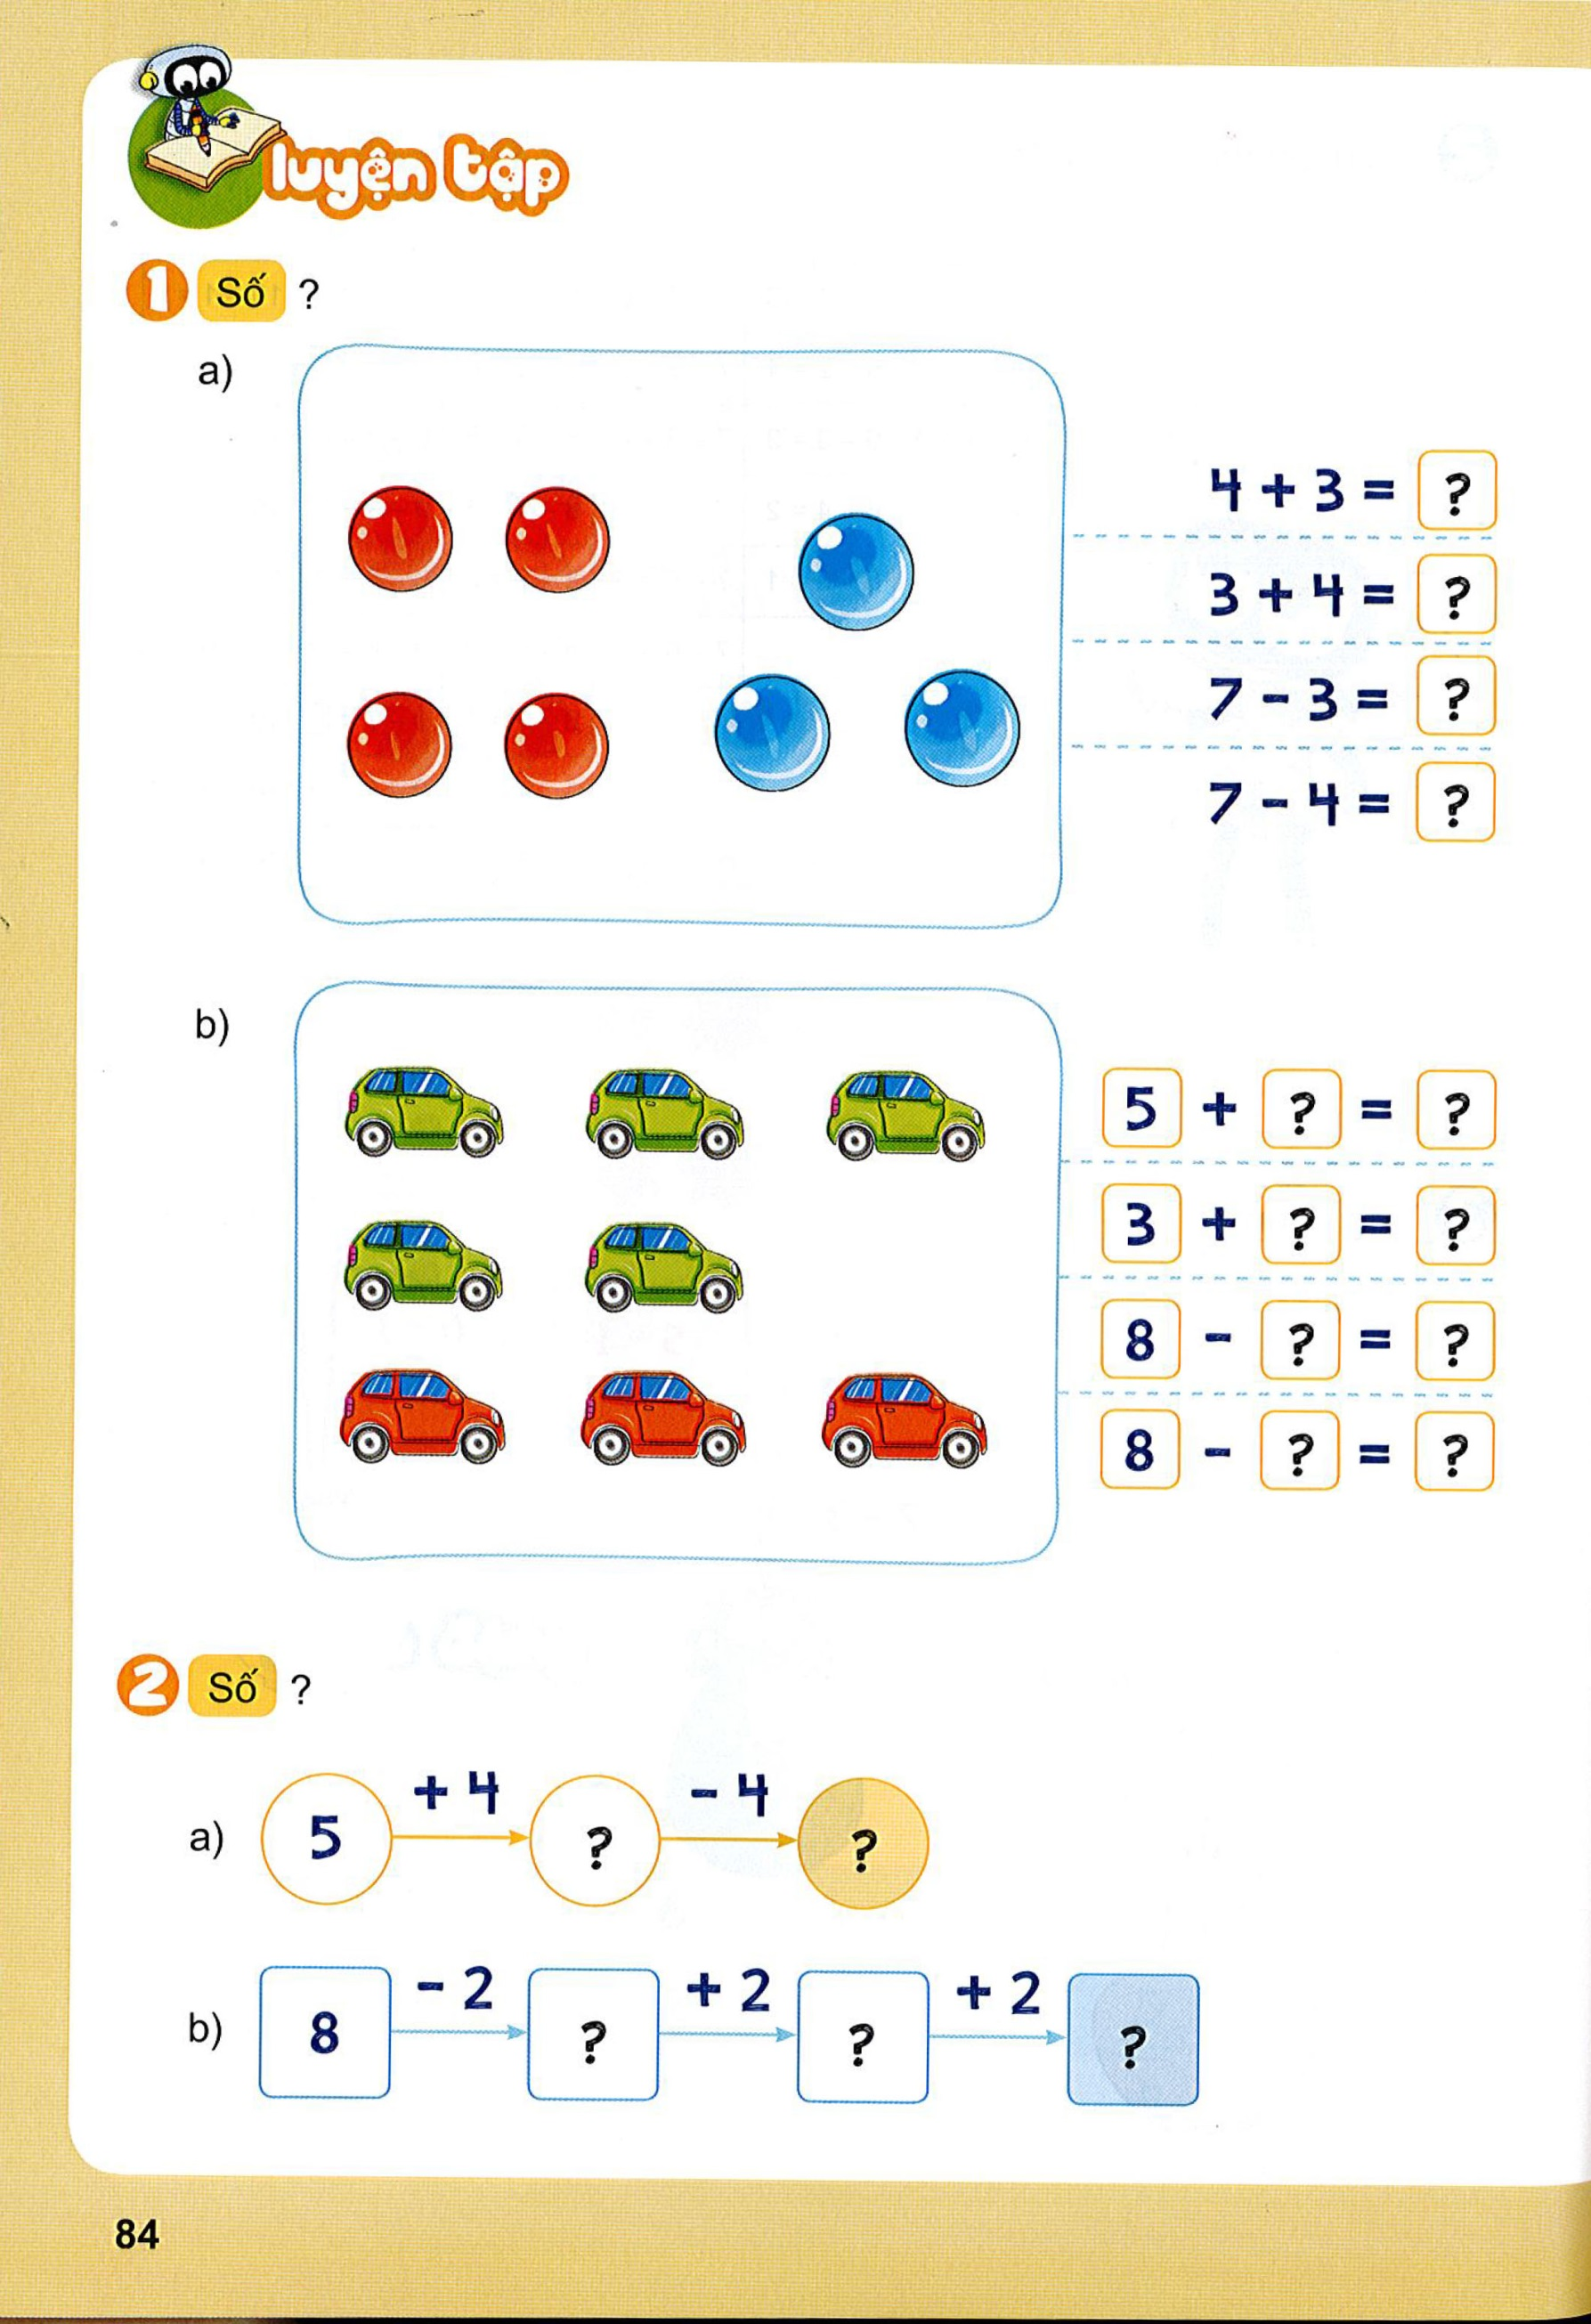 luyện tập
1 Số ?
a)
4 + 3 = ?
3 + 4 = ?
7 - 3 = ?
7 - 4 = ?
b)
5 + ? = ?
3 + ? = ?
8 - ? = ?
8 - ? = ?
2 Số ?
+ 4 - 4
a) 5 ? ?
- 2 + 2 + 2
b) 8 ? ? ?
84